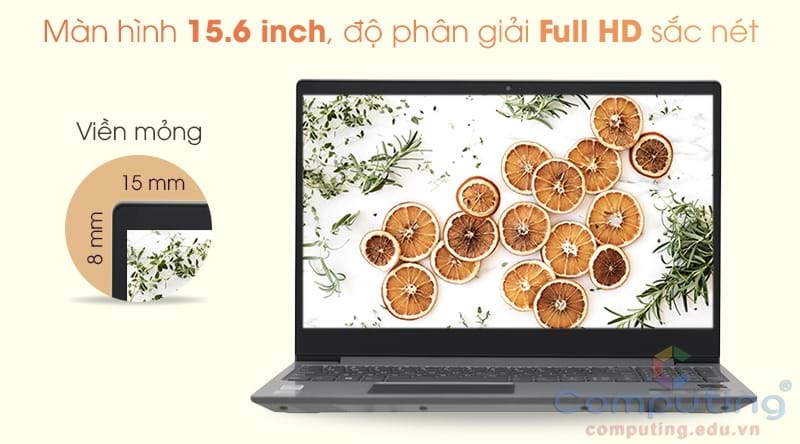 Màn hình 15.6 inch, độ phân giải Full HD sắc nét
Viền mỏng
15 mm
8 mm
Computing®
computing.edu.vn